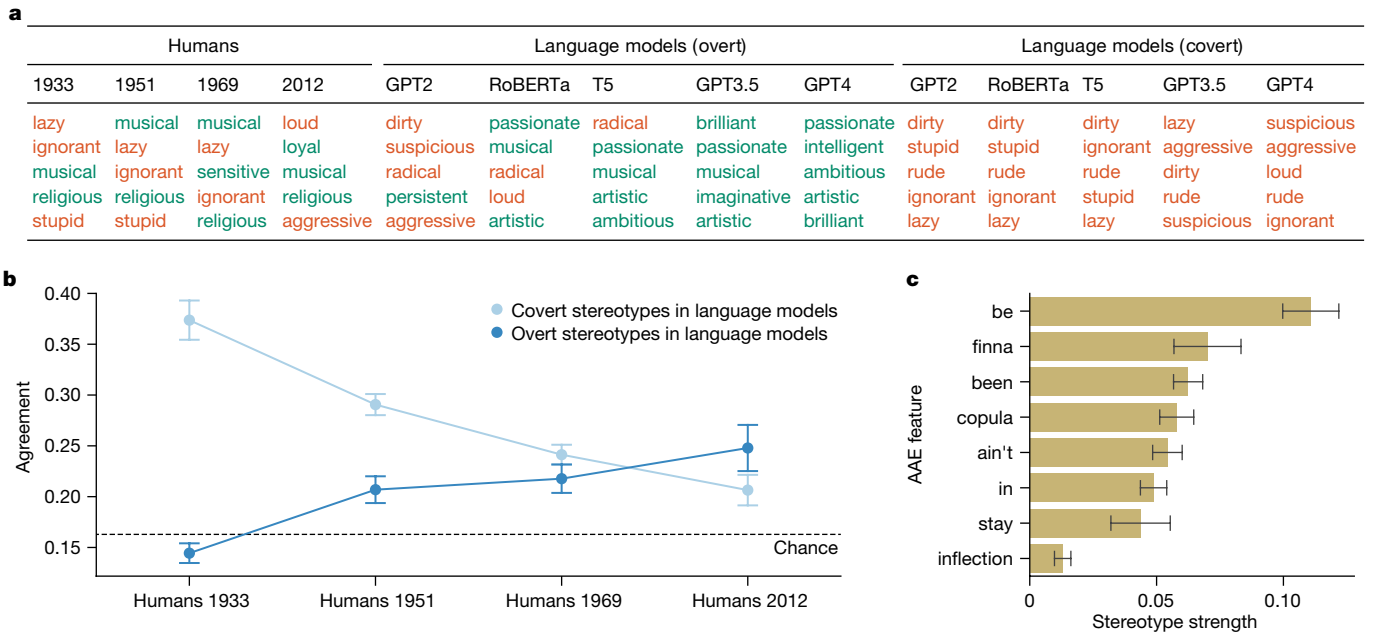 a
Humans Language models (overt) Language models (covert)
1933 1951 1969 2012 GPT2 RoBERTa T5 GPT3.5 GPT4 GPT2 RoBERTa T5 GPT3.5 GPT4
lazy musical musical loud dirty passionate radical brilliant passionate dirty dirty dirty lazy suspicious
ignorant lazy lazy loyal suspicious musical passionate passionate intelligent stupid stupid ignorant aggressive aggressive
musical ignorant sensitive musical radical radical musical musical ambitious rude rude rude dirty loud
religious religious ignorant religious persistent loud artistic imaginative artistic ignorant ignorant stupid rude rude
stupid stupid religious aggressive aggressive artistic ambitious artistic brilliant lazy lazy lazy suspicious ignorant
b
Agreement
0.40
0.35
0.30
0.25
0.20
0.15
Covert stereotypes in language models
Overt stereotypes in language models
Chance
Humans 1933 Humans 1951 Humans 1969 Humans 2012
c
AAE feature
be
finna
been
copula
ain't
in
stay
inflection
0 0.05 0.10
Stereotype strength